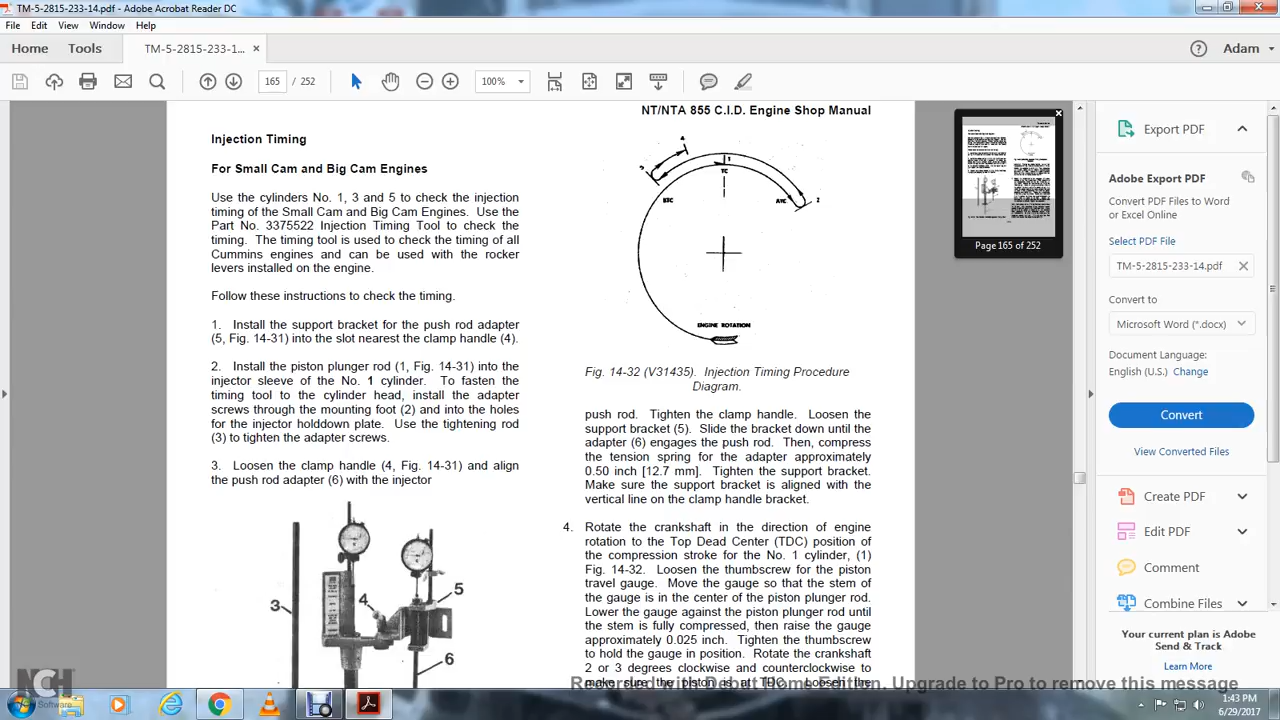 TM-5-2815-233-14.pdf - Adobe Acrobat Reader DC
File Edit View Window Help
Home Tools TM-5-2815-233-1... × Adam
165 / 252 100%
NT/NTA 855 C.I.D. Engine Shop Manual
Injection Timing
For Small Cam and Big Cam Engines
Use the cylinders No. 1, 3 and 5 to check the injection
timing of the Small Cam and Big Cam Engines. Use the
Part No. 3375522 Injection Timing Tool to check the
timing. The timing tool is used to check the timing of all
Cummins engines and can be used with the rocker
levers installed on the engine.
Follow these instructions to check the timing.
1. Install the support bracket for the push rod adapter
(5, Fig. 14-31) into the slot nearest the clamp handle (4).
2. Install the piston plunger rod (1, Fig. 14-31) into the
injector sleeve of the No. 1 cylinder. To fasten the
timing tool to the cylinder head, install the adapter
screws through the mounting foot (2) and into the holes
for the injector holddown plate. Use the tightening rod
(3) to tighten the adapter screws.
3. Loosen the clamp handle (4, Fig. 14-31) and align
the push rod adapter (6) with the injector
3
4
5
6
TC
BTC
ATC
2
ENGINE ROTATION
Fig. 14-32 (V31435). Injection Timing Procedure
Diagram.
push rod. Tighten the clamp handle. Loosen the
support bracket (5). Slide the bracket down until the
adapter (6) engages the push rod. Then, compress
the tension spring for the adapter approximately
0.50 inch [12.7 mm]. Tighten the support bracket.
Make sure the support bracket is aligned with the
vertical line on the clamp handle bracket.
4. Rotate the crankshaft in the direction of engine
rotation to the Top Dead Center (TDC) position of
the compression stroke for the No. 1 cylinder, (1)
Fig. 14-32. Loosen the thumbscrew for the piston
travel gauge. Move the gauge so that the stem of
the gauge is in the center of the piston plunger rod.
Lower the gauge against the piston plunger rod until
the stem is fully compressed, then raise the gauge
approximately 0.025 inch. Tighten the thumbscrew
to hold the gauge in position. Rotate the crankshaft
2 or 3 degrees clockwise and counterclockwise to
make sure the piston is at TDC. Loosen the
Page 165 of 252
Export PDF
Adobe Export PDF
Convert PDF Files to Word
or Excel Online
Select PDF File
TM-5-2815-233-14.pdf
Convert to
Microsoft Word (*.docx)
Document Language:
English (U.S.) Change
Convert
View Converted Files
Create PDF
Edit PDF
Comment
Combine Files
Your current plan is Adobe
Send & Track
Learn More
Edition. Upgrade to Pro to remove this message
NCH
Software
1:43 PM
6/29/2017